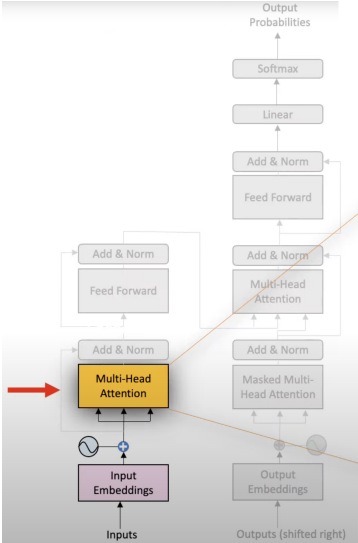 Output
Probabilities
Softmax
Linear
Add & Norm
Feed Forward
Add & Norm
Multi-Head
Attention
Add & Norm
Masked Multi-
Head Attention
Output
Embeddings
Outputs (shifted right)
Add & Norm
Feed Forward
Add & Norm
Multi-Head
Attention
Input
Embeddings
Inputs